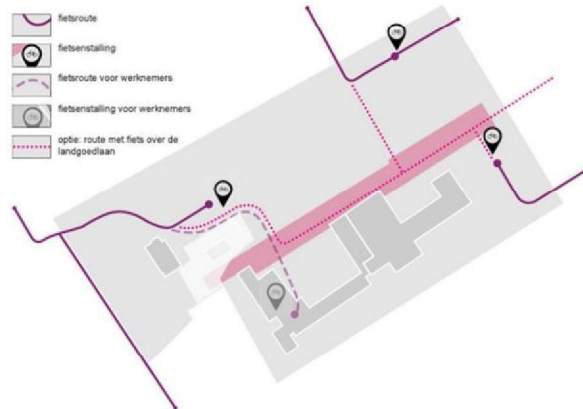 fietsroute
fietsenstalling
fietsroute voor werknemers
fietsenstalling voor werknemers
optie: route met fiets over de
landgoedlaan